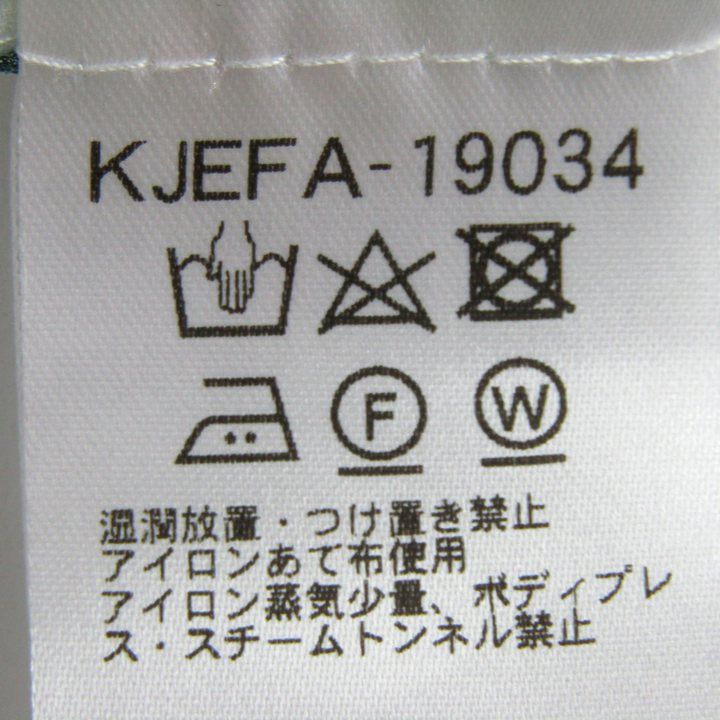 KJEFA-19034
F W
湿潤放置・つけ置き禁止
アイロンあて布使用
アイロン蒸気少量、ボディプレ
ス・スチームトンネル禁止